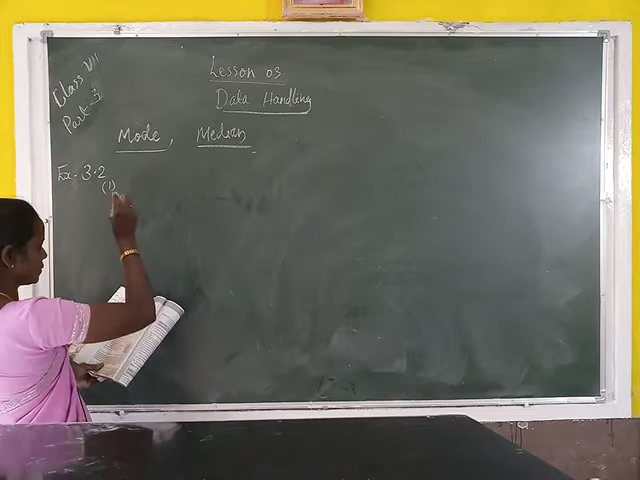 Class VII
Part-3
Lesson 03
Data Handling
Mode, Median
Ex-3.2
(1)